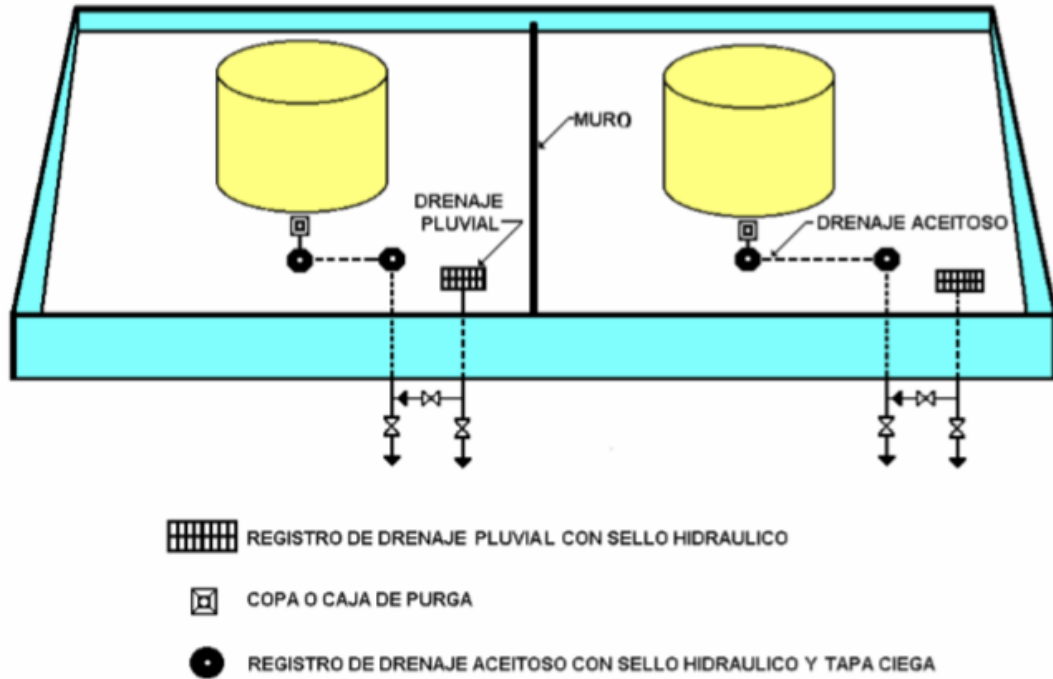 MURO
DRENAJE
PLUVIAL
DRENAJE ACEITOSO
REGISTRO DE DRENAJE PLUVIAL CON SELLO HIDRAULICO
COPA O CAJA DE PURGA
REGISTRO DE DRENAJE ACEITOSO CON SELLO HIDRAULICO Y TAPA CIEGA